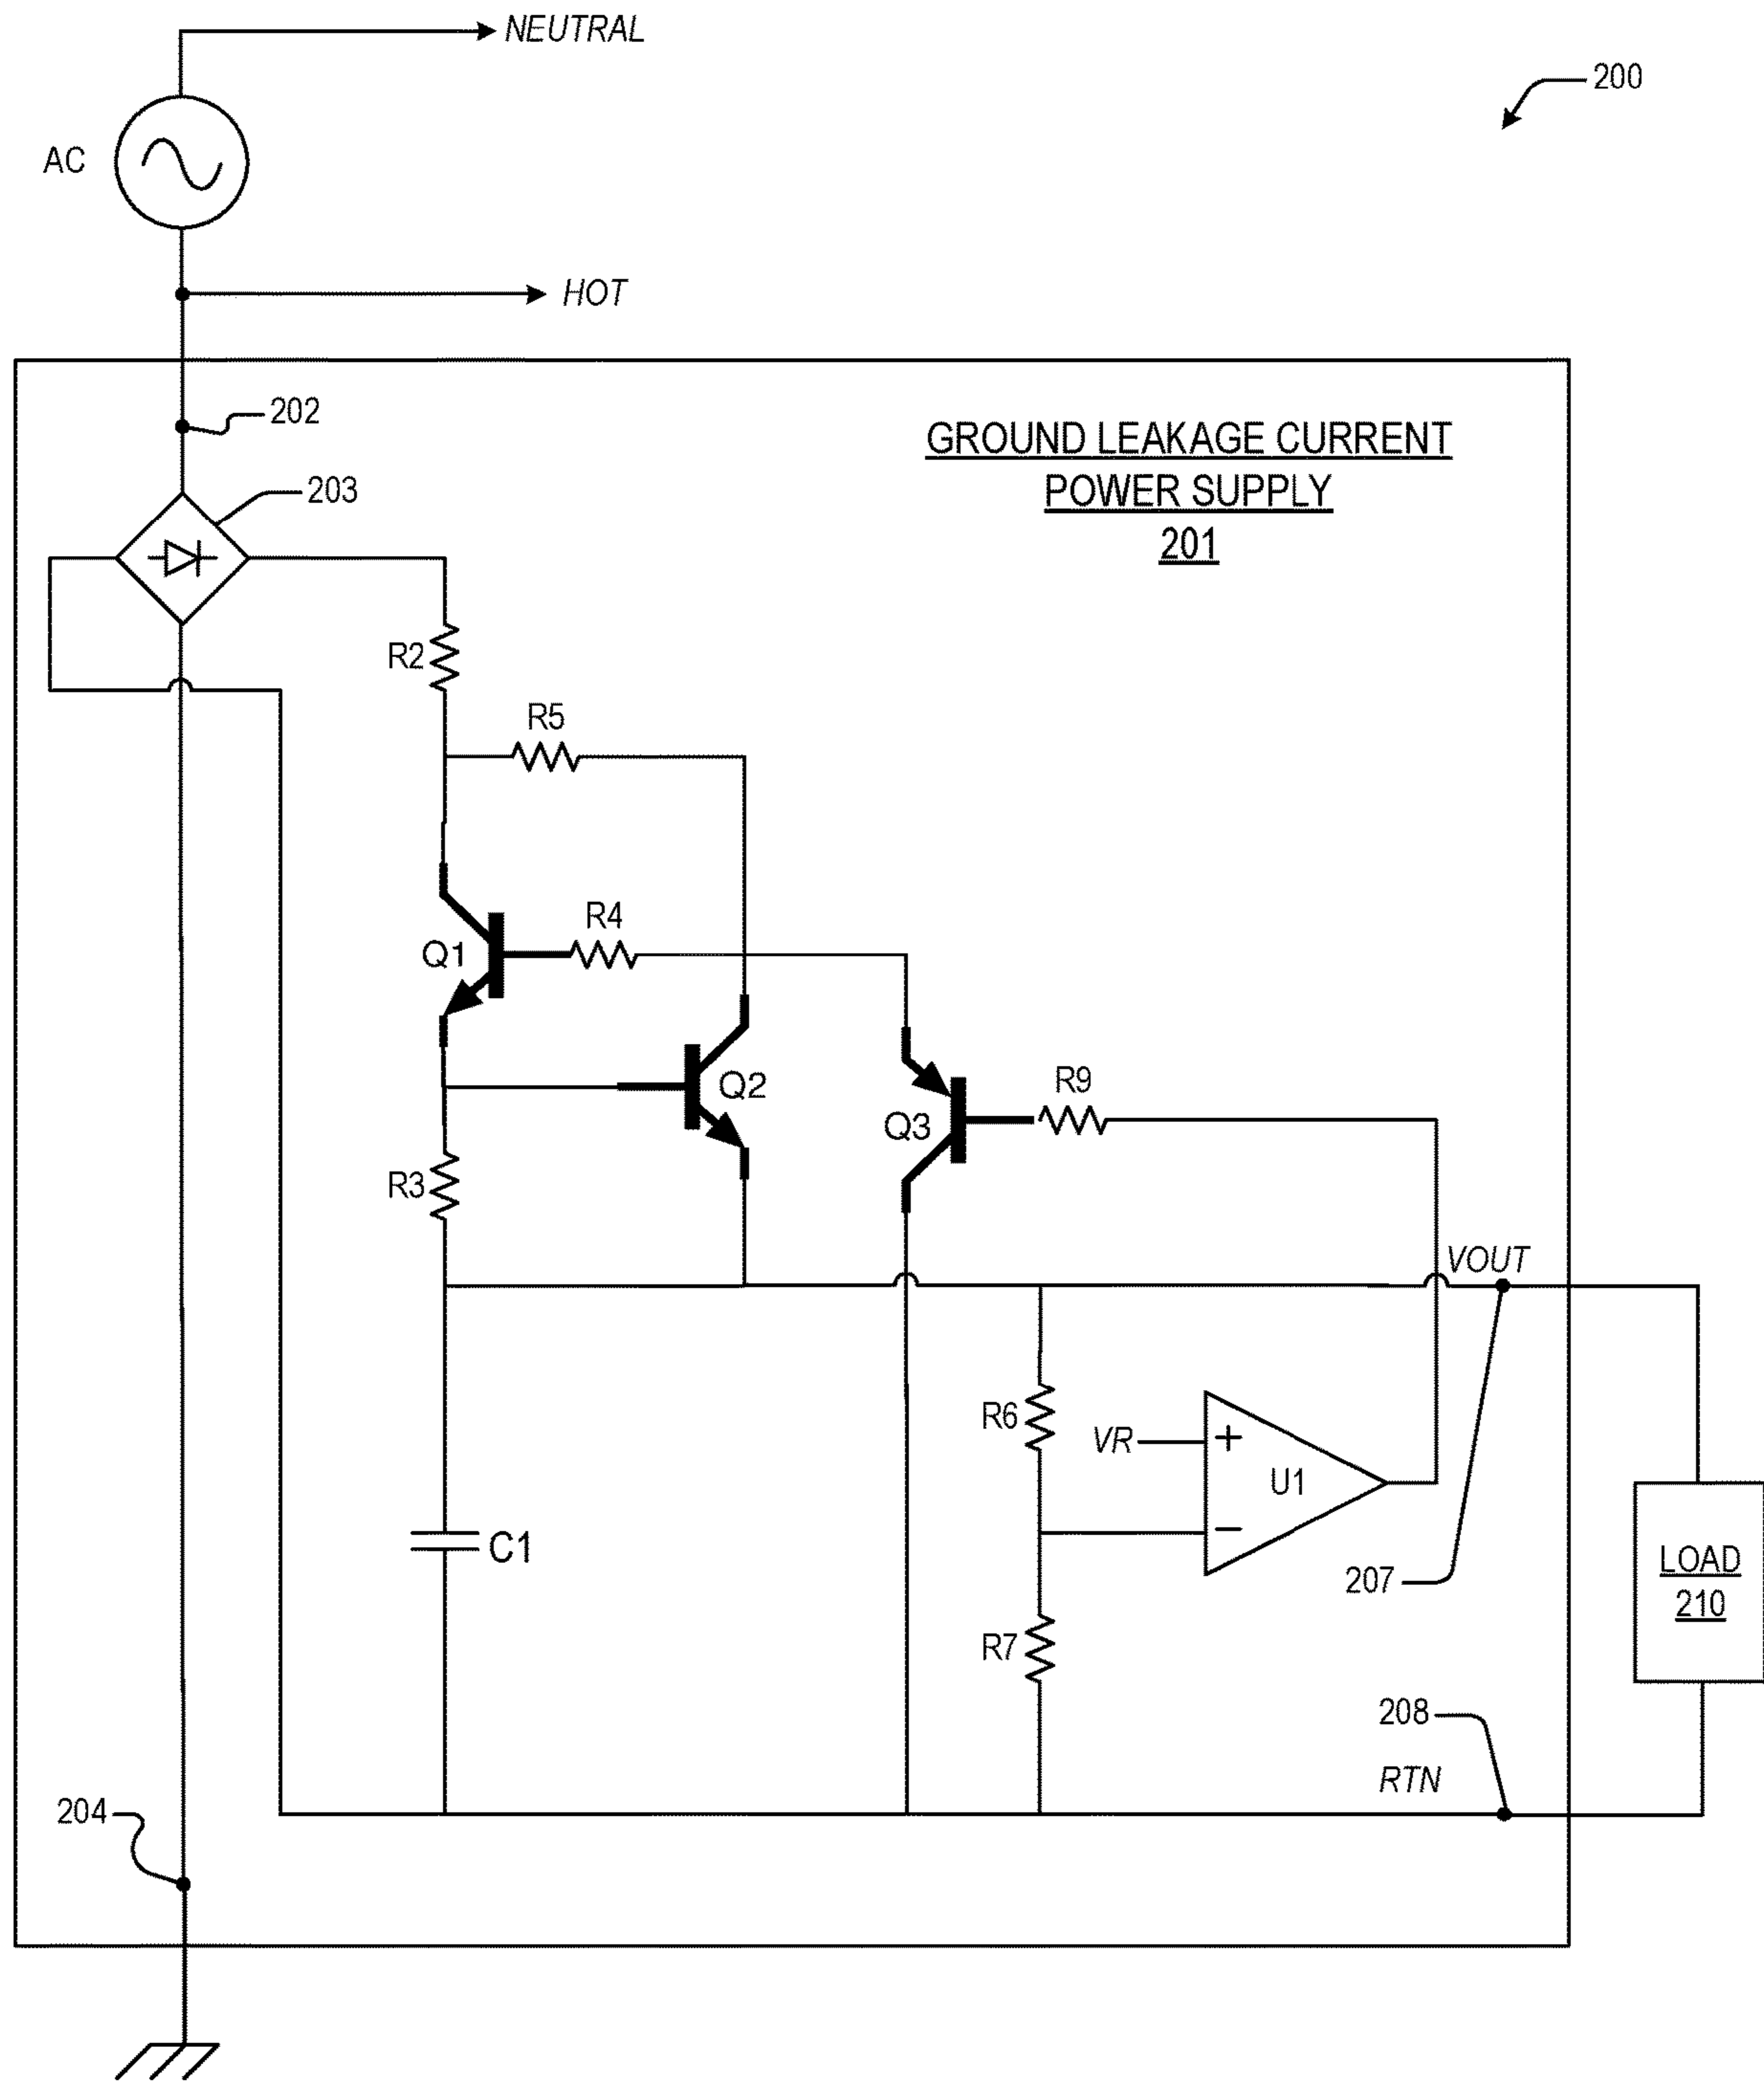 NEUTRAL
200
AC
HOT
202
GROUND LEAKAGE CURRENT
POWER SUPPLY
201
203
R2
R5
R4
Q1
Q2
R9
Q3
R3
VOUT
R6
VR
+
U1
−
C1
207
LOAD
210
R7
208
RTN
204